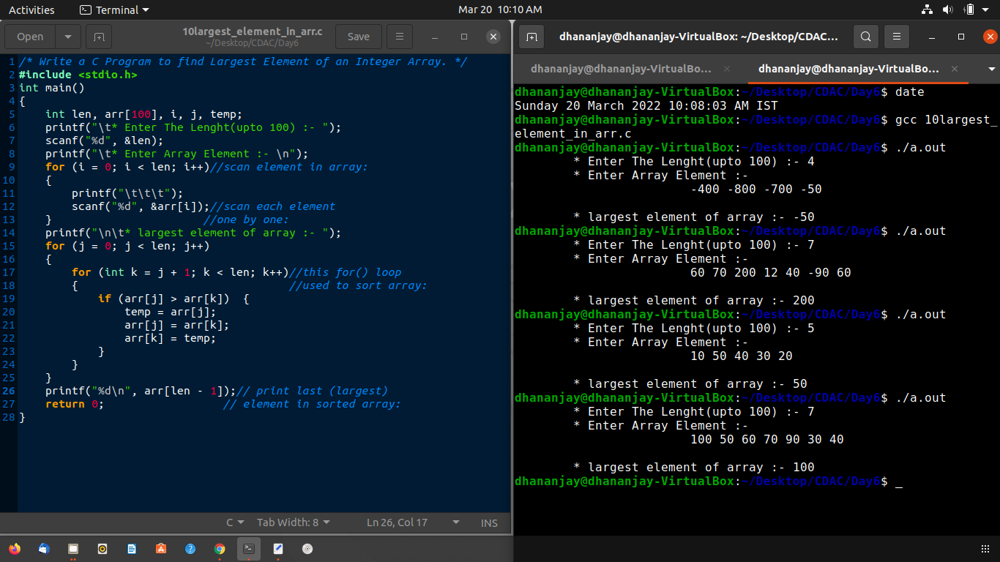 Activities
Terminal
Mar 20 10:10 AM
Open
10largest_element_in_arr.c
~/Desktop/CDAC/Day6
Save
1 /* Write a C Program to find Largest Element of an Integer Array. */
2 #include <stdio.h>
3 int main()
4 {
5     int len, arr[100], i, j, temp;
6     printf("\t* Enter The Lenght(upto 100) :- ");
7     scanf("%d", &len);
8     printf("\t* Enter Array Element :- \n");
9     for (i = 0; i < len; i++)//scan element in array:
10     {
11         printf("\t\t\t");
12         scanf("%d", &arr[i]);//scan each element
13     }                       //one by one:
14     printf("\n\t* largest element of array :- ");
15     for (j = 0; j < len; j++)
16     {
17         for (int k = j + 1; k < len; k++)//this for() loop
18         {                                //used to sort array:
19             if (arr[j] > arr[k])  {
20                 temp = arr[j];
21                 arr[j] = arr[k];
22                 arr[k] = temp;
23             }
24         }
25     }
26     printf("%d\n", arr[len - 1]);// print last (largest)
27     return 0;                  // element in sorted array:
28 }
C
Tab Width: 8
Ln 26, Col 17
INS
dhananjay@dhananjay-VirtualBox: ~/Desktop/CDAC...
dhananjay@dhananjay-VirtualBo...
dhananjay@dhananjay-VirtualBo...
dhananjay@dhananjay-VirtualBox:~/Desktop/CDAC/Day6$ date
Sunday 20 March 2022 10:08:03 AM IST
dhananjay@dhananjay-VirtualBox:~/Desktop/CDAC/Day6$ gcc 10largest_
element_in_arr.c
dhananjay@dhananjay-VirtualBox:~/Desktop/CDAC/Day6$ ./a.out
* Enter The Lenght(upto 100) :- 4
* Enter Array Element :-
-400 -800 -700 -50
* largest element of array :- -50
dhananjay@dhananjay-VirtualBox:~/Desktop/CDAC/Day6$ ./a.out
* Enter The Lenght(upto 100) :- 7
* Enter Array Element :-
60 70 200 12 40 -90 60
* largest element of array :- 200
dhananjay@dhananjay-VirtualBox:~/Desktop/CDAC/Day6$ ./a.out
* Enter The Lenght(upto 100) :- 5
* Enter Array Element :-
10 50 40 30 20
* largest element of array :- 50
dhananjay@dhananjay-VirtualBox:~/Desktop/CDAC/Day6$ ./a.out
* Enter The Lenght(upto 100) :- 7
* Enter Array Element :-
100 50 60 70 90 30 40
* largest element of array :- 100
dhananjay@dhananjay-VirtualBox:~/Desktop/CDAC/Day6$ _